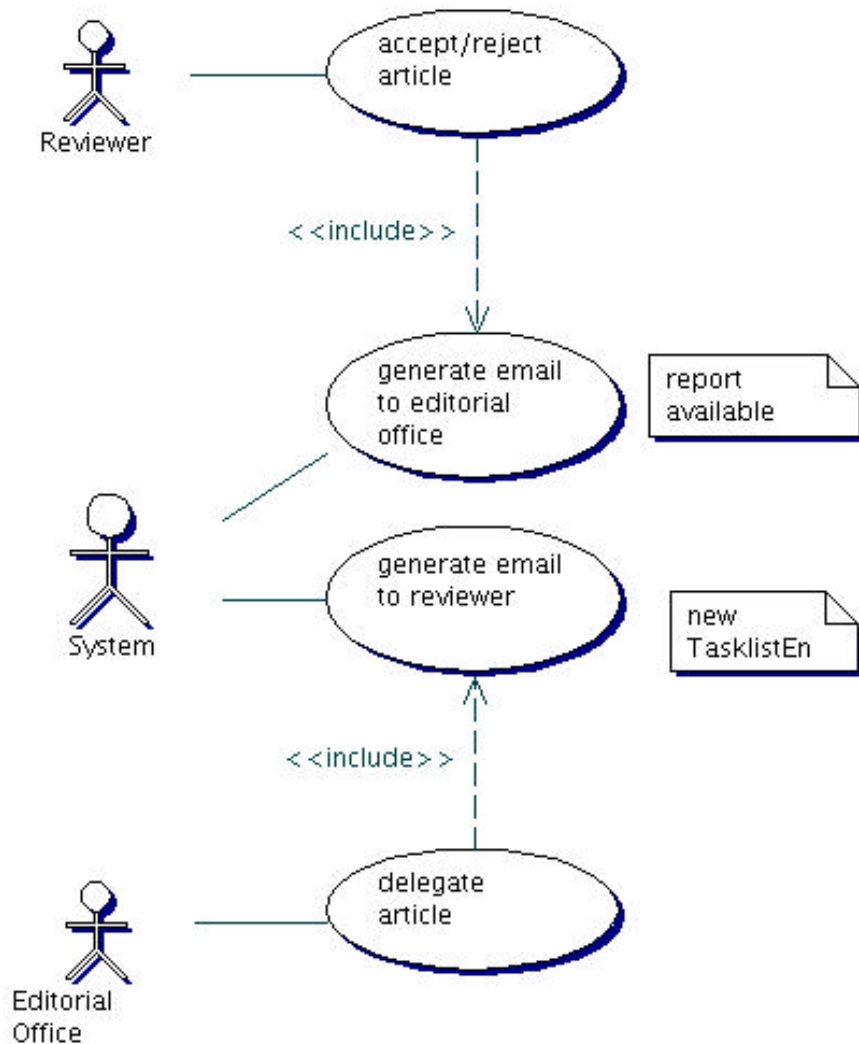 accept/reject
article
Reviewer
<<include>>
generate email
to editorial
office
report
available
generate email
to reviewer
System
new
TasklistEn
<<include>>
delegate
article
Editorial
Office